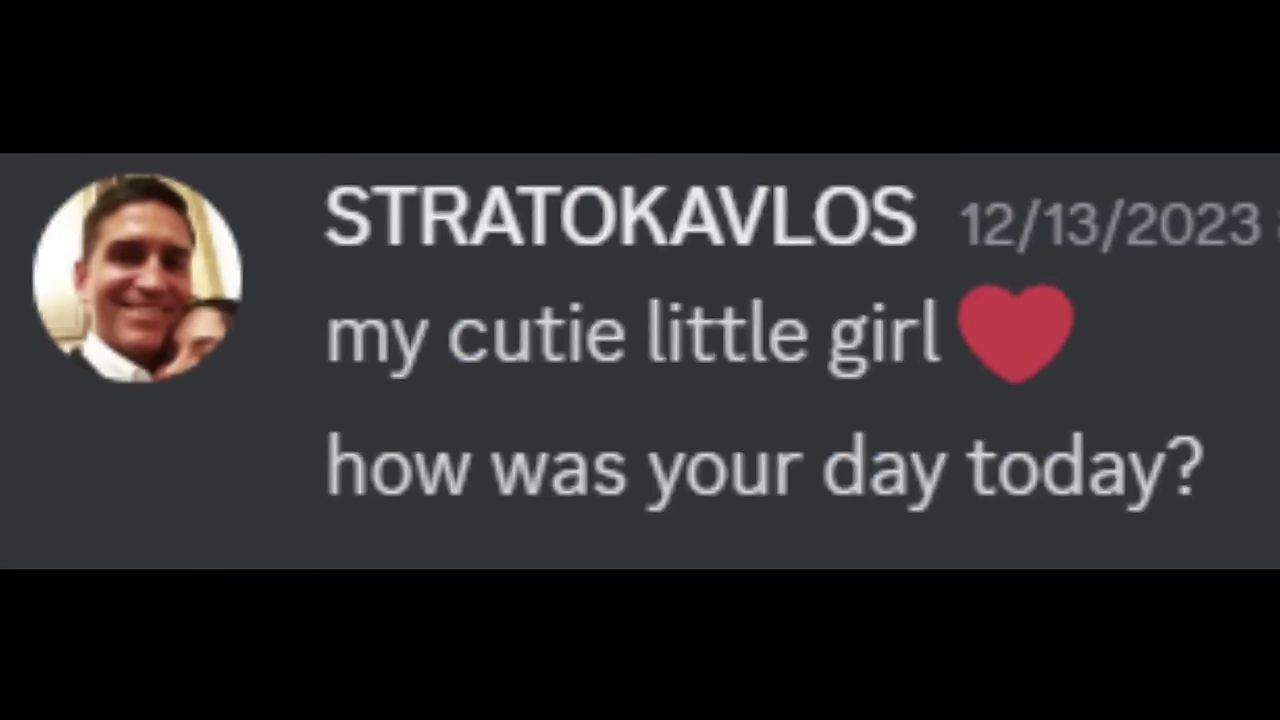 STRATOKAVLOS 12/13/2023
my cutie little girl ❤️
how was your day today?